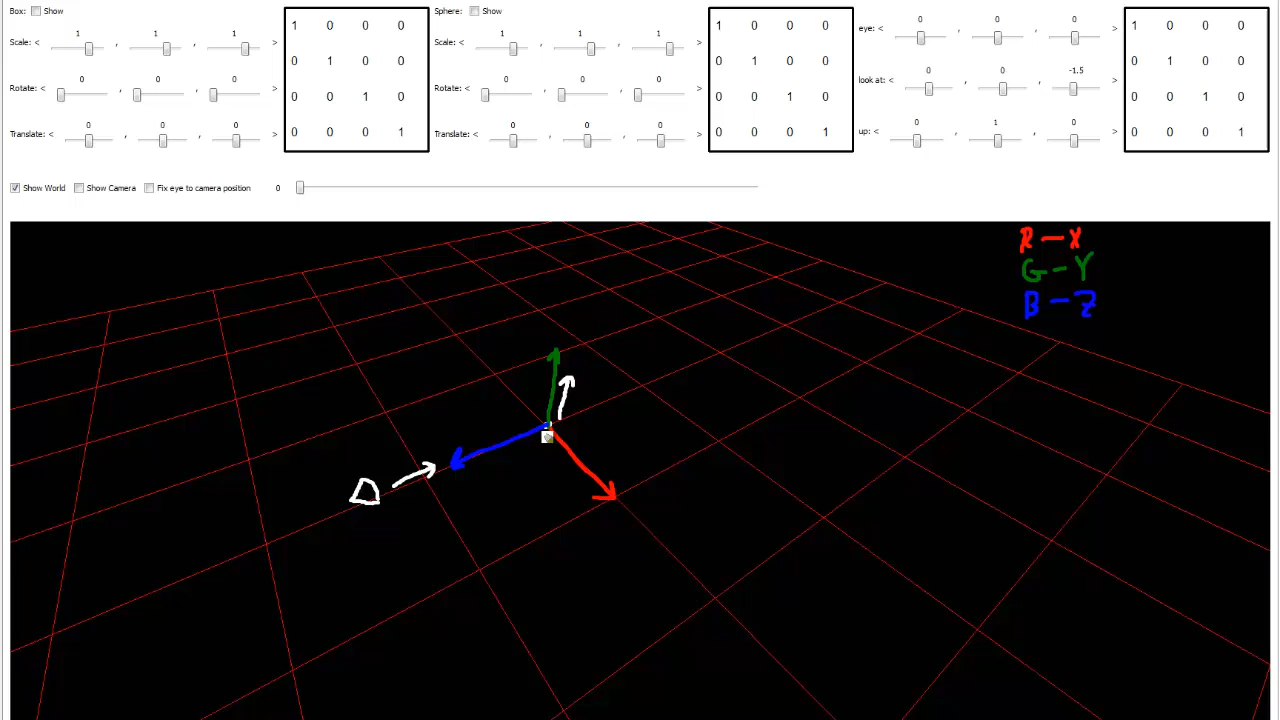 Box: Show
Scale: < 1 , 1 , 1 >
Rotate: < 0 , 0 , 0
Translate: < 0 , 0 , 0 >
1 0 0 0
0 1 0 0
0 0 1 0
0 0 0 1
Sphere: Show
Scale: < 1 , 1 , 1 >
Rotate: < 0 , 0 , 0
Translate: < 0 , 0 , 0 >
1 0 0 0
0 1 0 0
0 0 1 0
0 0 0 1
eye: < 0 , 0 , 0 >
look at: < 0 , 0 , -1.5 >
up: < 0 , 1 , 0 >
1 0 0 0
0 1 0 0
0 0 1 0
0 0 0 1
Show World Show Camera Fix eye to camera position 0
R - X
G - Y
B - Z